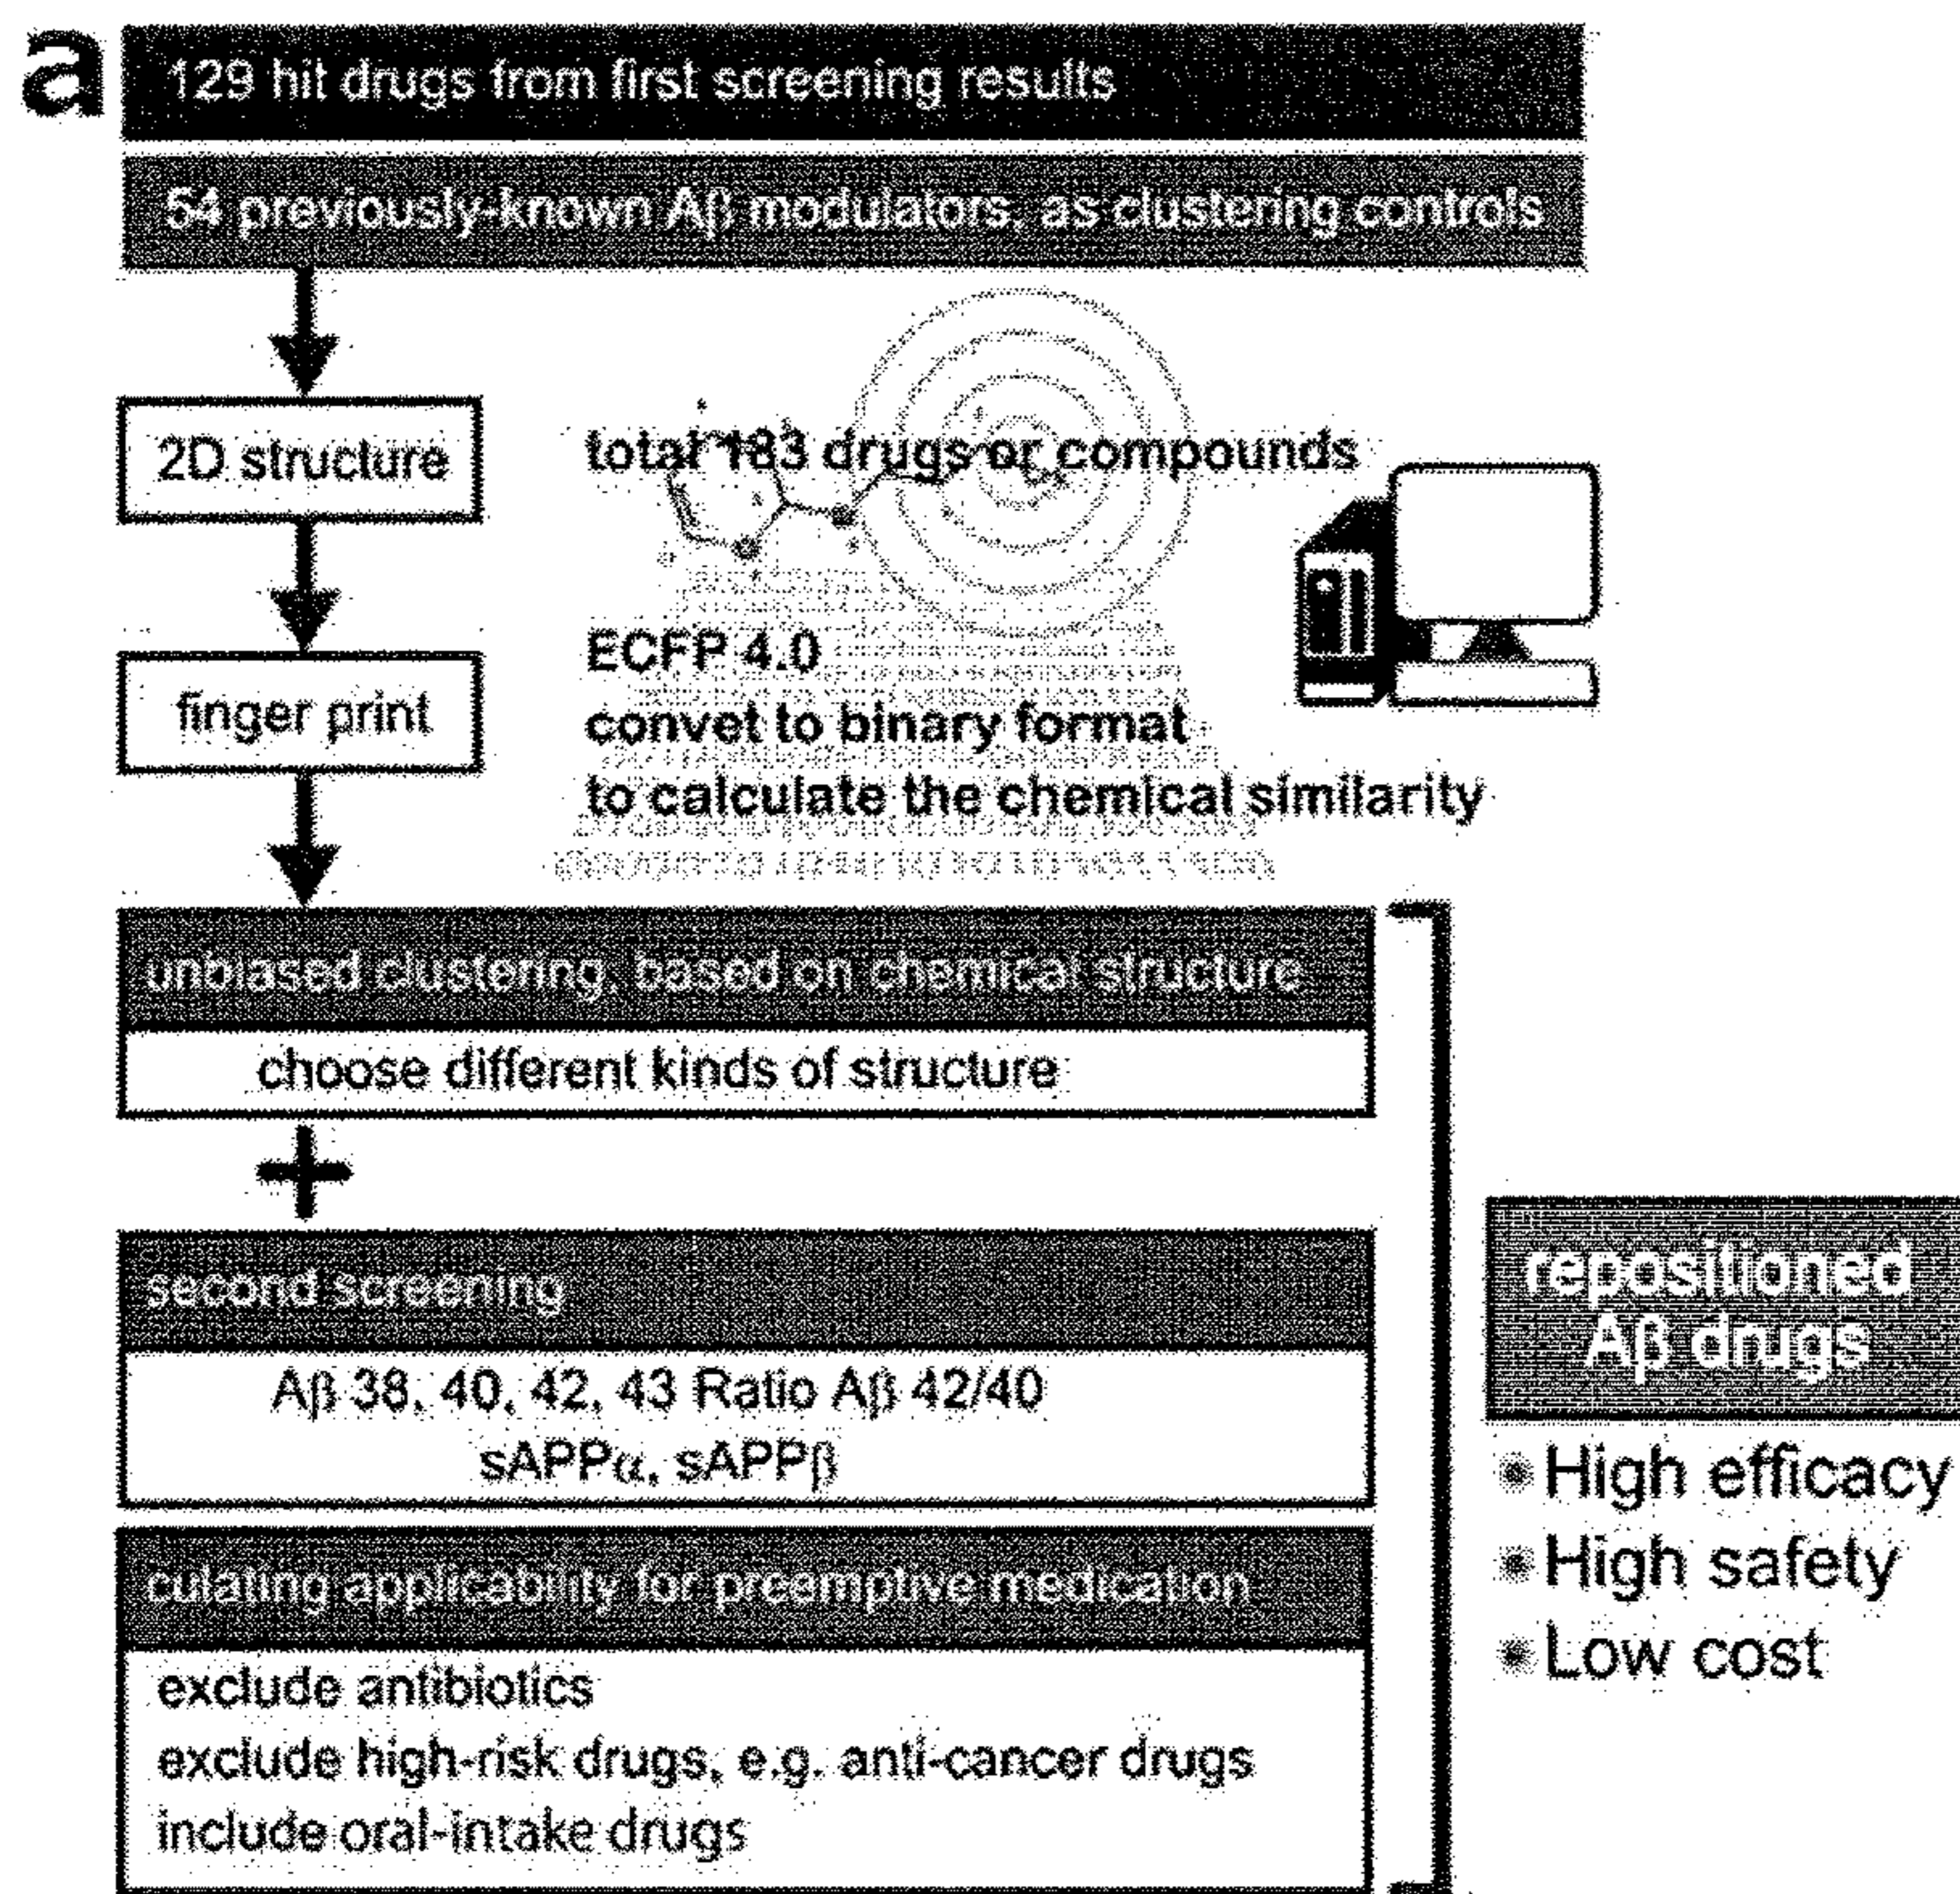 a
129 hit drugs from first screening results
54 previously-known Aβ modulators, as clustering controls
2D structure
total 183 drugs or compounds
finger print
ECFP 4.0
convet to binary format
to calculate the chemical similarity
unbiased clustering, based on chemical structure
choose different kinds of structure
+
second screening
Aβ 38, 40, 42, 43 Ratio Aβ 42/40
sAPPα, sAPPβ
culating applicability for preemptive medication
exclude antibiotics
exclude high-risk drugs, e.g. anti-cancer drugs
include oral-intake drugs
repositioned
Aβ drugs
High efficacy
High safety
Low cost